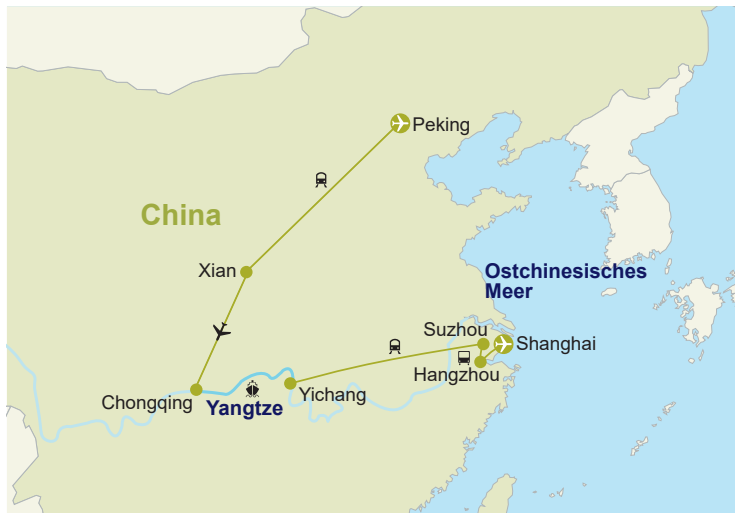 Peking
China
Xian
Ostchinesisches
Meer
Suzhou
Shanghai
Hangzhou
Chongqing
Yangtze
Yichang